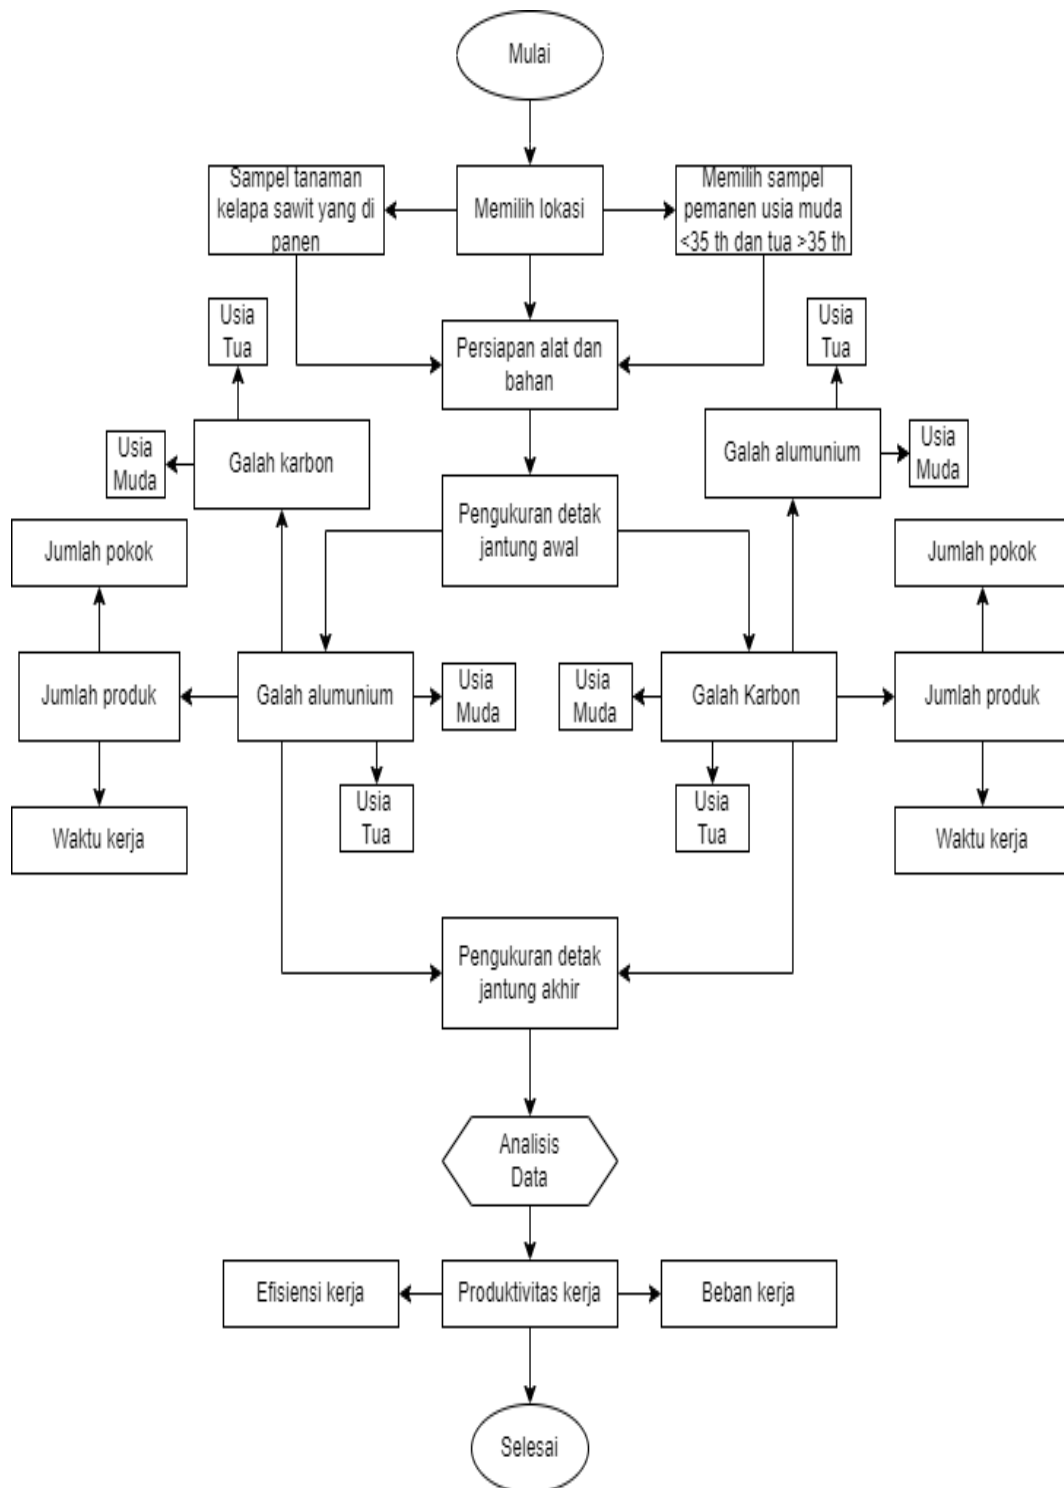 Mulai
Sampel tanaman
kelapa sawit yang di
panen
Memilih lokasi
Memilih sampel
pemanen usia muda
<35 th dan tua >35 th
Usia
Tua
Persiapan alat dan
bahan
Usia
Tua
Usia
Muda
Galah karbon
Galah alumunium
Usia
Muda
Jumlah pokok
Pengukuran detak
jantung awal
Jumlah pokok
Jumlah produk
Galah alumunium
Usia
Muda
Usia
Muda
Galah Karbon
Jumlah produk
Waktu kerja
Usia
Tua
Usia
Tua
Waktu kerja
Pengukuran detak
jantung akhir
Analisis
Data
Efisiensi kerja
Produktivitas kerja
Beban kerja
Selesai